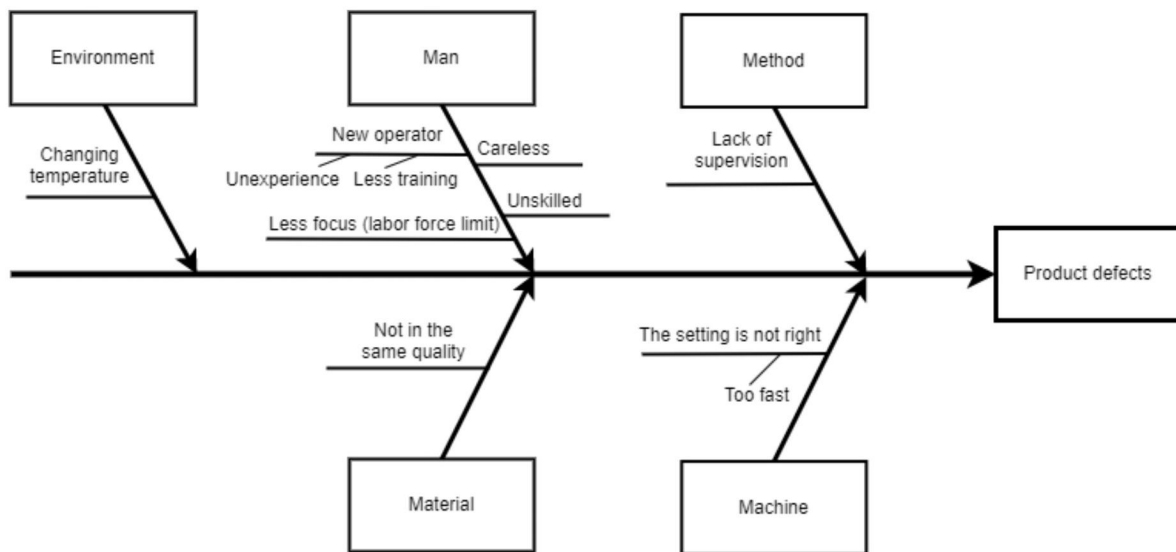 Environment
Man
Method
Changing
temperature
New operator
Unexperience
Less training
Careless
Unskilled
Less focus (labor force limit)
Lack of
supervision
Product defects
Not in the
same quality
The setting is not right
Too fast
Material
Machine